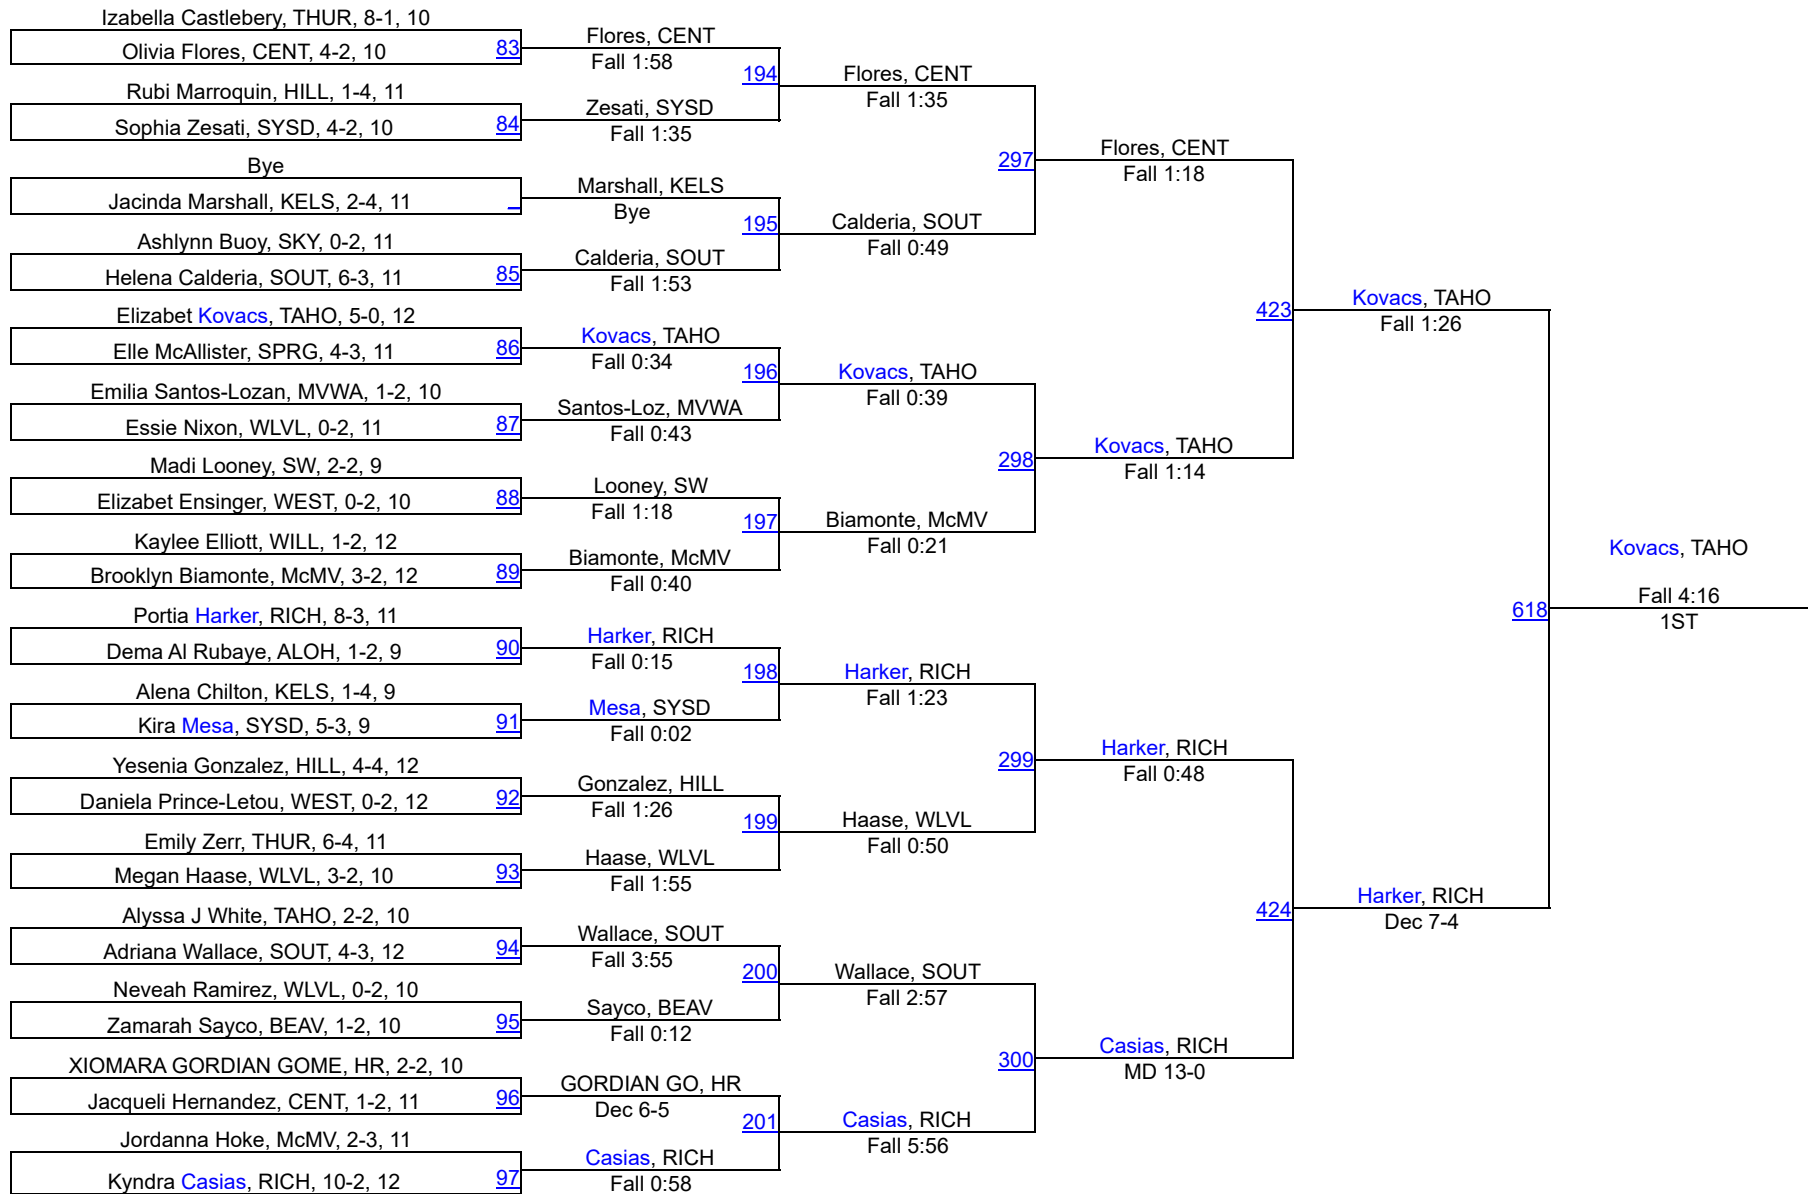 Izabella Castlebery, THUR, 8-1, 10
Olivia Flores, CENT, 4-2, 10
83
Rubi Marroquin, HILL, 1-4, 11
Sophia Zesati, SYSD, 4-2, 10
84
Bye
Jacinda Marshall, KELS, 2-4, 11
Ashlynn Buoy, SKY, 0-2, 11
Helena Calderia, SOUT, 6-3, 11
85
Elizabet Kovacs, TAHO, 5-0, 12
Elle McAllister, SPRG, 4-3, 11
86
Emilia Santos-Lozan, MVWA, 1-2, 10
Essie Nixon, WLVL, 0-2, 11
87
Madi Looney, SW, 2-2, 9
Elizabet Ensinger, WEST, 0-2, 10
88
Kaylee Elliott, WILL, 1-2, 12
Brooklyn Biamonte, McMV, 3-2, 12
89
Portia Harker, RICH, 8-3, 11
Dema Al Rubaye, ALOH, 1-2, 9
90
Alena Chilton, KELS, 1-4, 9
Kira Mesa, SYSD, 5-3, 9
91
Yesenia Gonzalez, HILL, 4-4, 12
Daniela Prince-Letou, WEST, 0-2, 12
92
Emily Zerr, THUR, 6-4, 11
Megan Haase, WLVL, 3-2, 10
93
Alyssa J White, TAHO, 2-2, 10
Adriana Wallace, SOUT, 4-3, 12
94
Neveah Ramirez, WLVL, 0-2, 10
Zamarah Sayco, BEAV, 1-2, 10
95
XIOMARA GORDIAN GOME, HR, 2-2, 10
Jacqueli Hernandez, CENT, 1-2, 11
96
Jordanna Hoke, McMV, 2-3, 11
Kyndra Casias, RICH, 10-2, 12
97
Flores, CENT
Fall 1:58
194
Zesati, SYSD
Fall 1:35
Marshall, KELS
Bye
195
Calderia, SOUT
Fall 1:53
Kovacs, TAHO
Fall 0:34
196
Santos-Loz, MVWA
Fall 0:43
Looney, SW
Fall 1:18
197
Biamonte, McMV
Fall 0:40
Harker, RICH
Fall 0:15
198
Mesa, SYSD
Fall 0:02
Gonzalez, HILL
Fall 1:26
199
Haase, WLVL
Fall 1:55
Wallace, SOUT
Fall 3:55
200
Sayco, BEAV
Fall 0:12
GORDIAN GO, HR
Dec 6-5
201
Casias, RICH
Fall 0:58
Flores, CENT
Fall 1:35
297
Calderia, SOUT
Fall 0:49
Kovacs, TAHO
Fall 0:39
298
Biamonte, McMV
Fall 0:21
Harker, RICH
Fall 1:23
299
Haase, WLVL
Fall 0:50
Wallace, SOUT
Fall 2:57
300
Casias, RICH
Fall 5:56
Flores, CENT
Fall 1:18
423
Kovacs, TAHO
Fall 1:14
Harker, RICH
Fall 0:48
424
Casias, RICH
MD 13-0
Kovacs, TAHO
Fall 1:26
618
Harker, RICH
Dec 7-4
Kovacs, TAHO
Fall 4:16
1ST